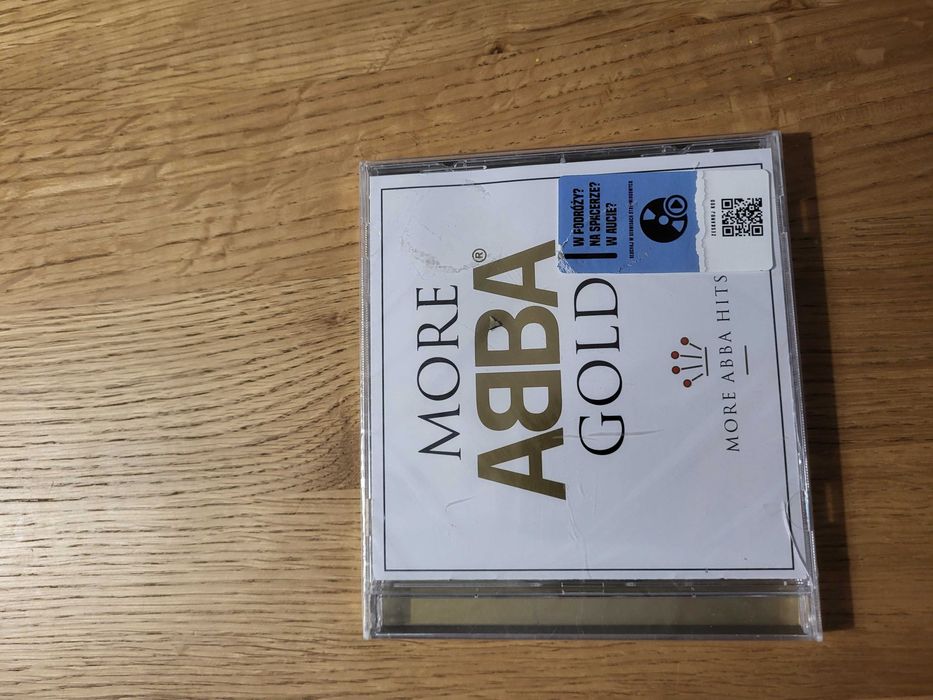 MORE
ABBA®
GOLD
MORE ABBA HITS
W PODRÓŻY?
NA SPACERZE?
W AUCIE?